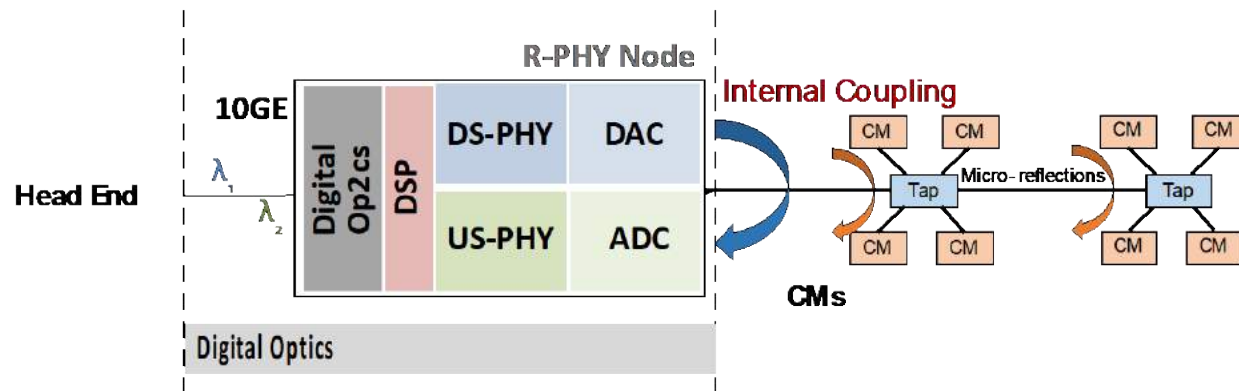 R-PHY Node
10GE
Internal Coupling
Head End
λ1
λ2
Digital
Op2cs
DSP
DS-PHY
DAC
US-PHY
ADC
CM
CM
CM
CM
Tap
Micro-reflections
Tap
CM
CM
CM
CM
CMs
Digital Optics